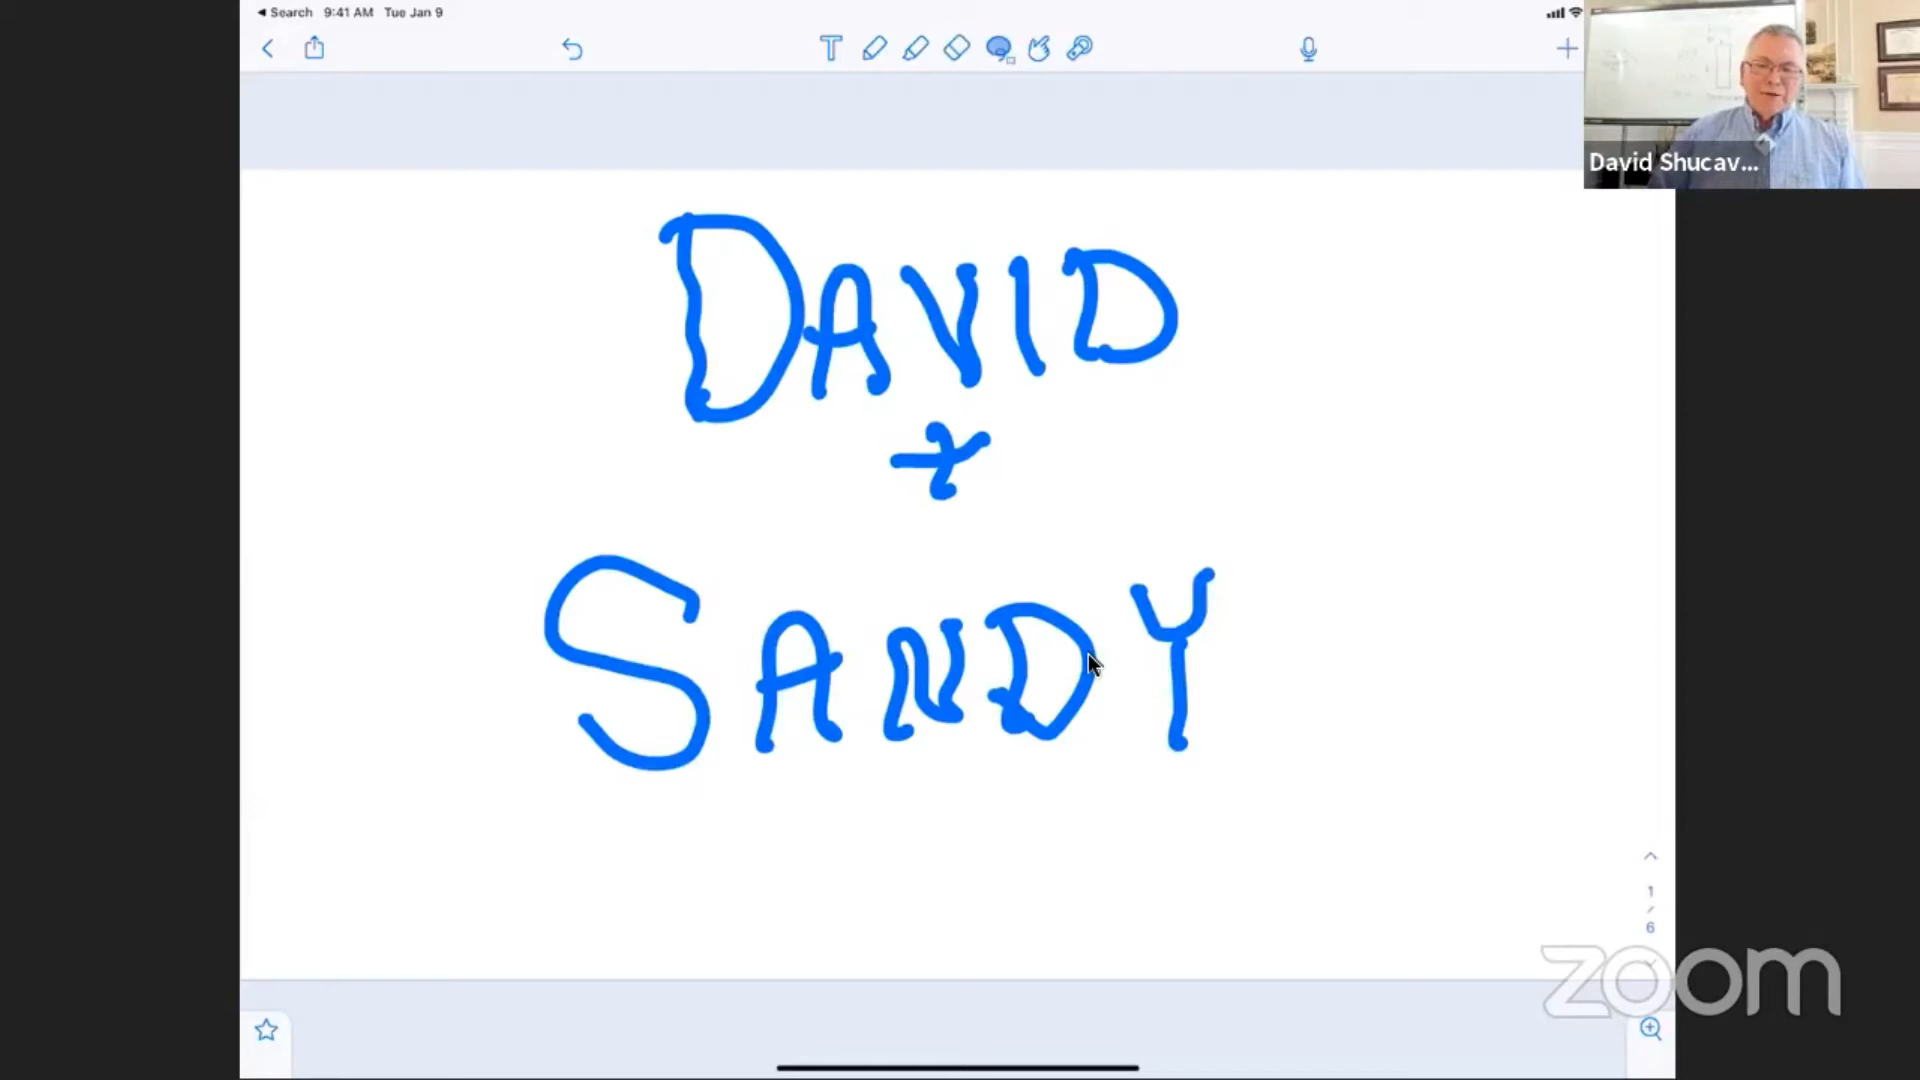 Search 9:41 AM Tue Jan 9
T
David Shucav...
DAVID
+
SANDY
1
/
6
zoom